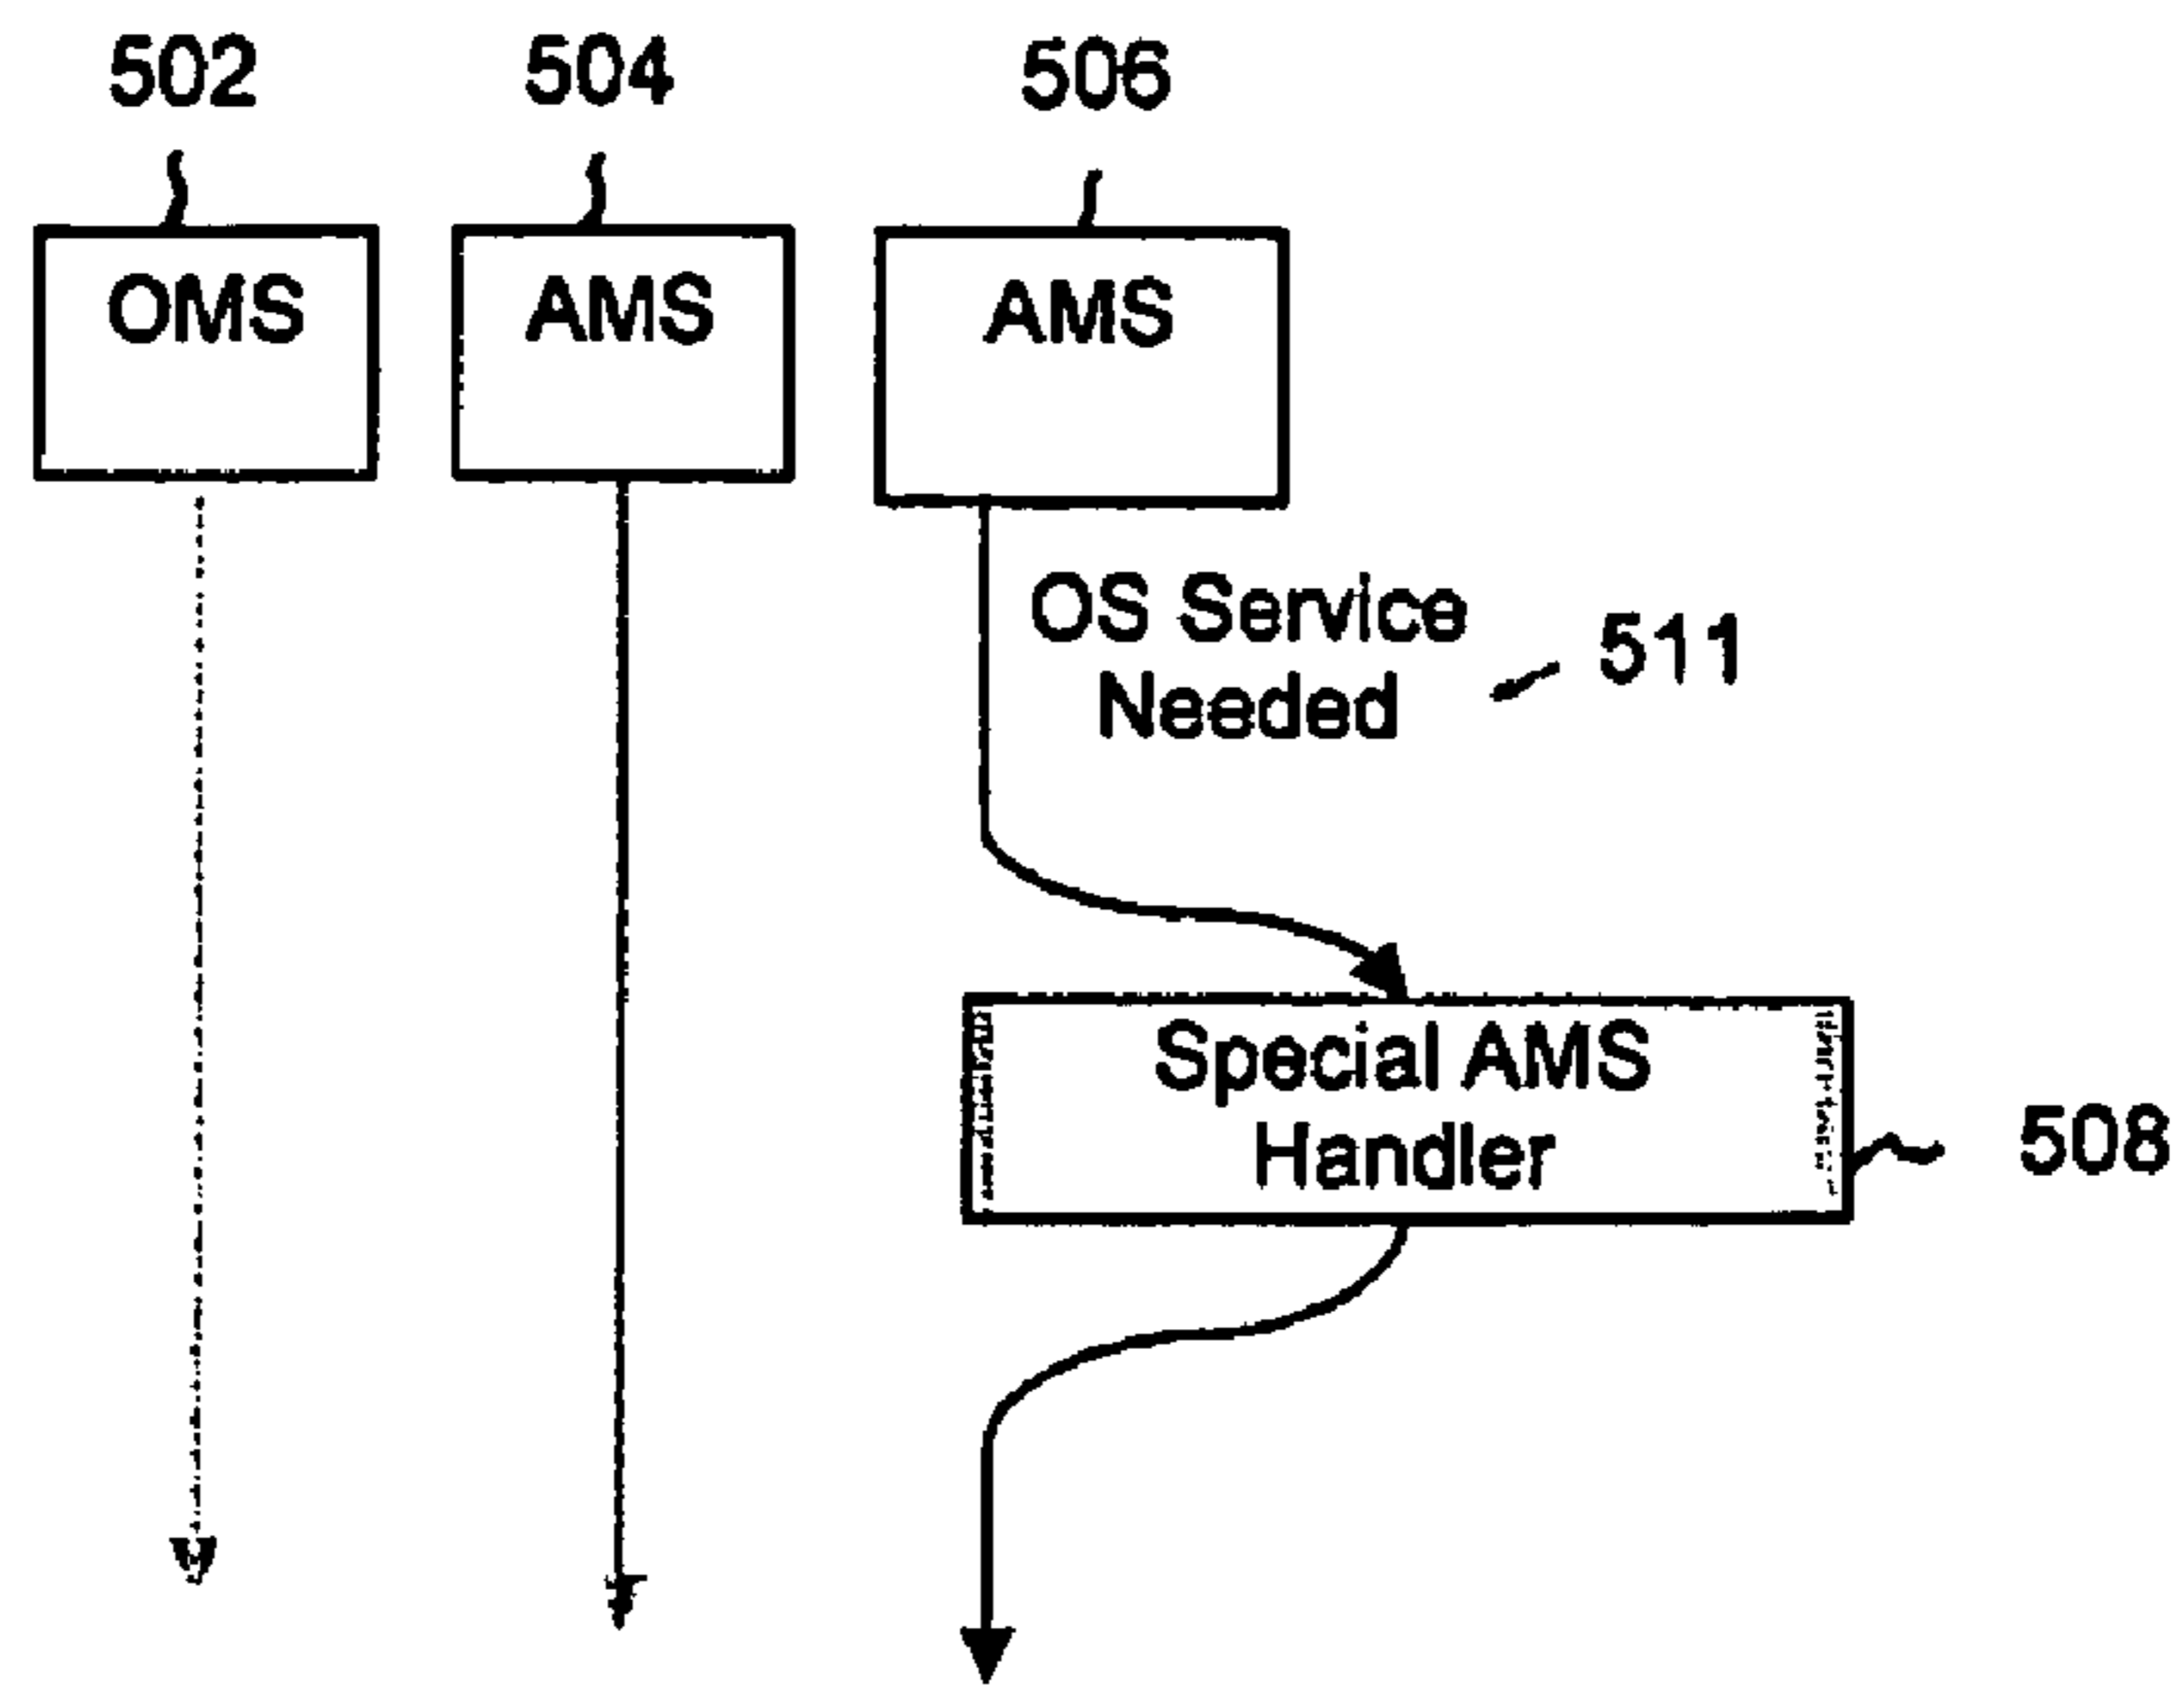 502
504
506
OMS
AMS
AMS
OS Service
Needed
511
Special AMS
Handler
508